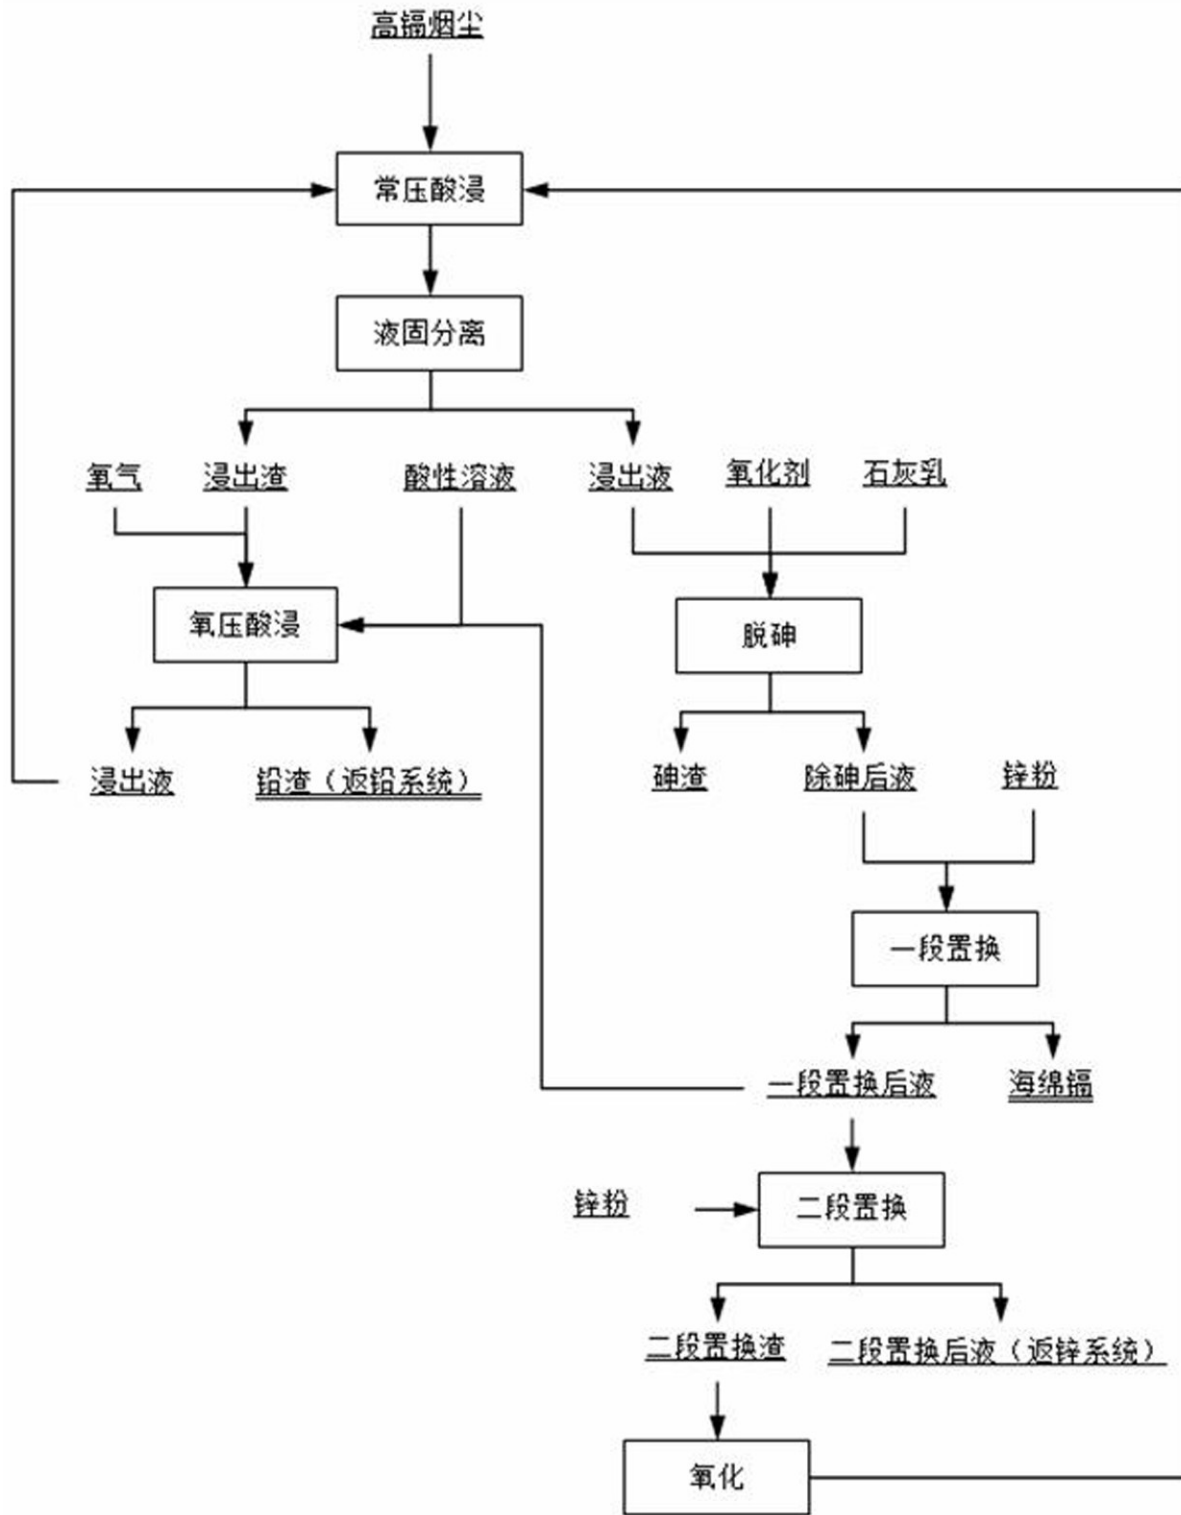 高镉烟尘
常压酸浸
液固分离
氧气
浸出渣
酸性溶液
浸出液
氧化剂
石灰乳
氧压酸浸
脱砷
浸出液
铅渣（返铅系统）
砷渣
除砷后液
锌粉
一段置换
一段置换后液
海绵镉
锌粉
二段置换
二段置换渣
二段置换后液（返锌系统）
氧化